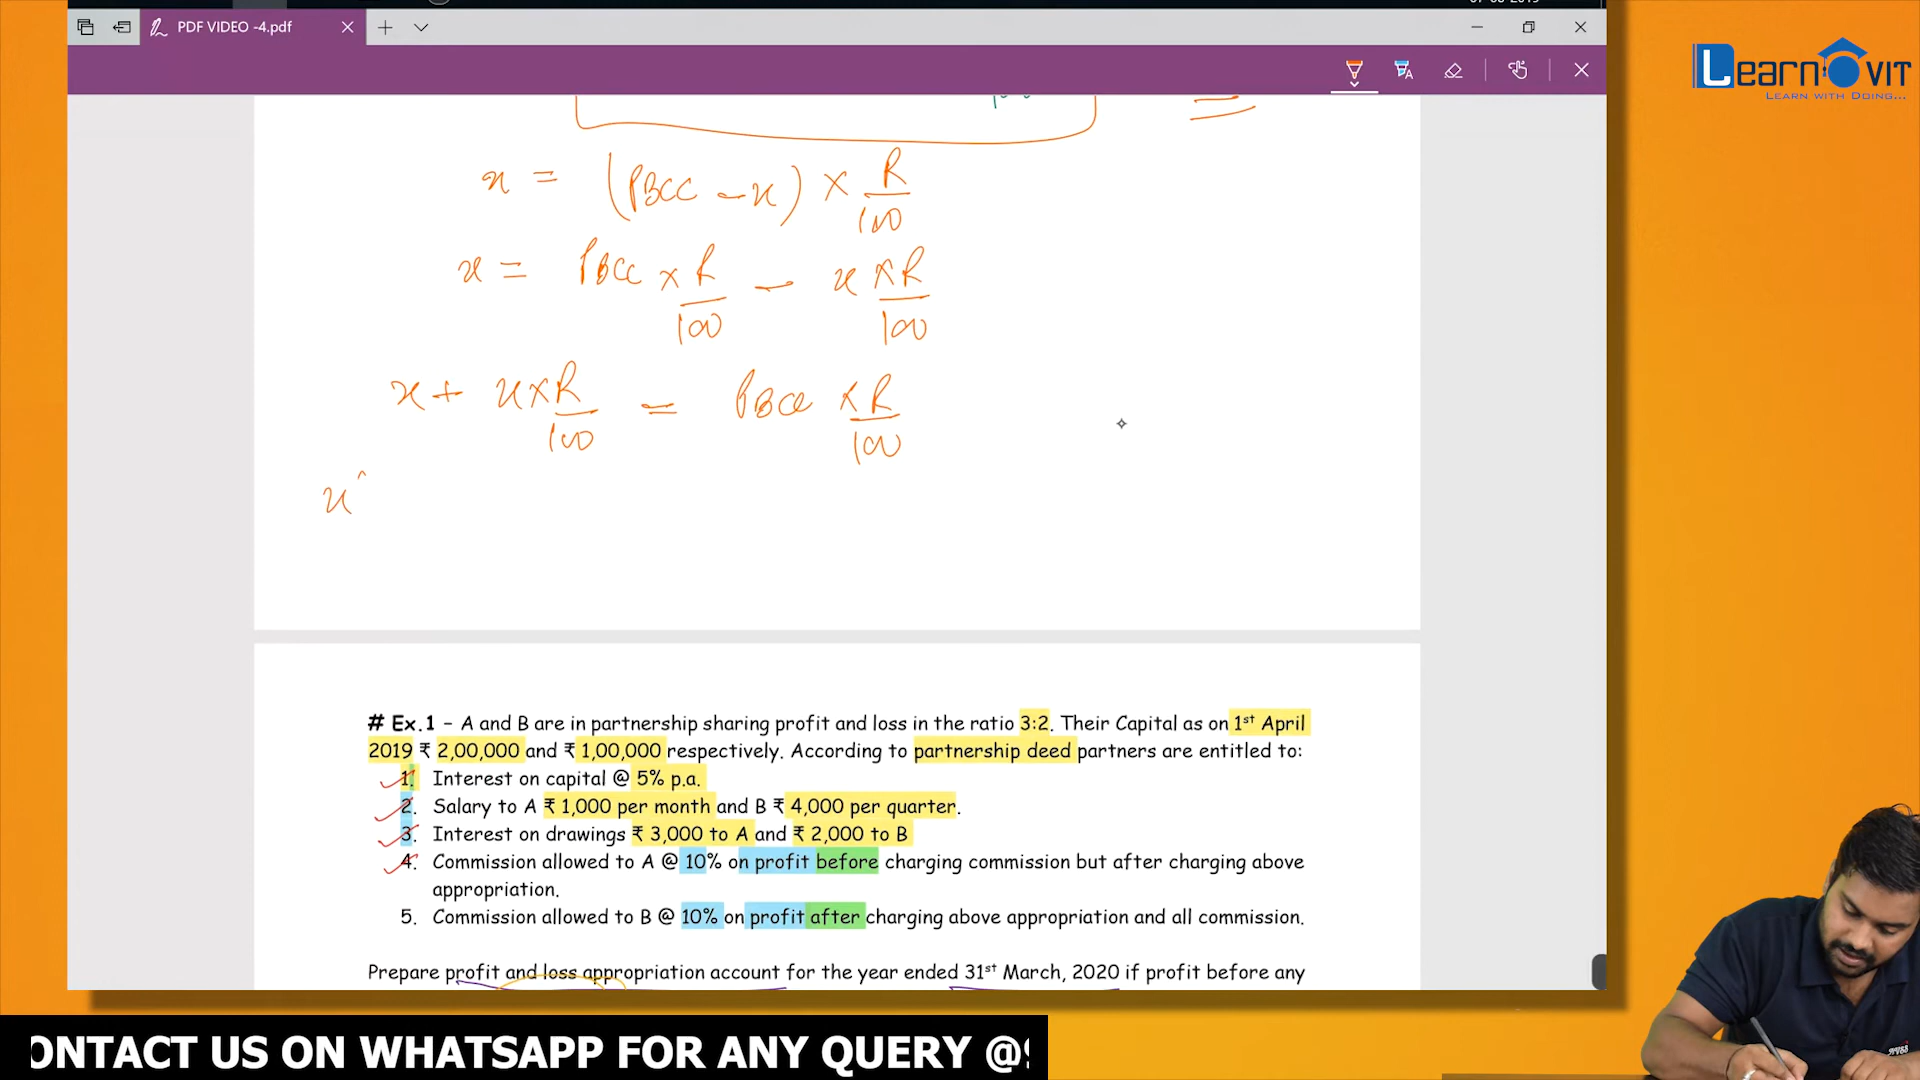 PDF VIDEO -4.pdf
LearnOVIT
LEARN WITH DOING...
x = (PBCC - x) × R/100
x = PBCC × R/100 - x × R/100
x + x × R/100 = PBCC × R/100
x
# Ex.1 – A and B are in partnership sharing profit and loss in the ratio 3:2. Their Capital as on 1st April
2019 ₹ 2,00,000 and ₹ 1,00,000 respectively. According to partnership deed partners are entitled to:
1. Interest on capital @ 5% p.a.
2. Salary to A ₹ 1,000 per month and B ₹ 4,000 per quarter.
3. Interest on drawings ₹ 3,000 to A and ₹ 2,000 to B
4. Commission allowed to A @ 10% on profit before charging commission but after charging above
appropriation.
5. Commission allowed to B @ 10% on profit after charging above appropriation and all commission.
Prepare profit and loss appropriation account for the year ended 31st March, 2020 if profit before any
ONTACT US ON WHATSAPP FOR ANY QUERY @9